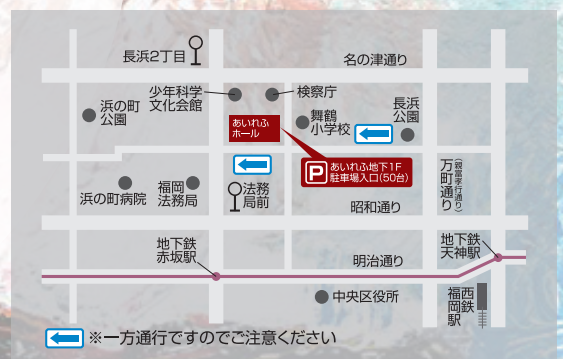 長浜2丁目
名の津通り
少年科学
文化会館
検察庁
浜の町
公園
あいれふ
ホール
舞鶴
小学校
長浜
公園
P
あいれふ地下1F
駐車場入口(50台)
浜の町病院
福岡
法務局
法務
局前
万町通り
(親富孝行通り)
昭和通り
地下鉄
赤坂駅
明治通り
地下鉄
天神駅
中央区役所
西鉄
福岡駅
※一方通行ですのでご注意ください